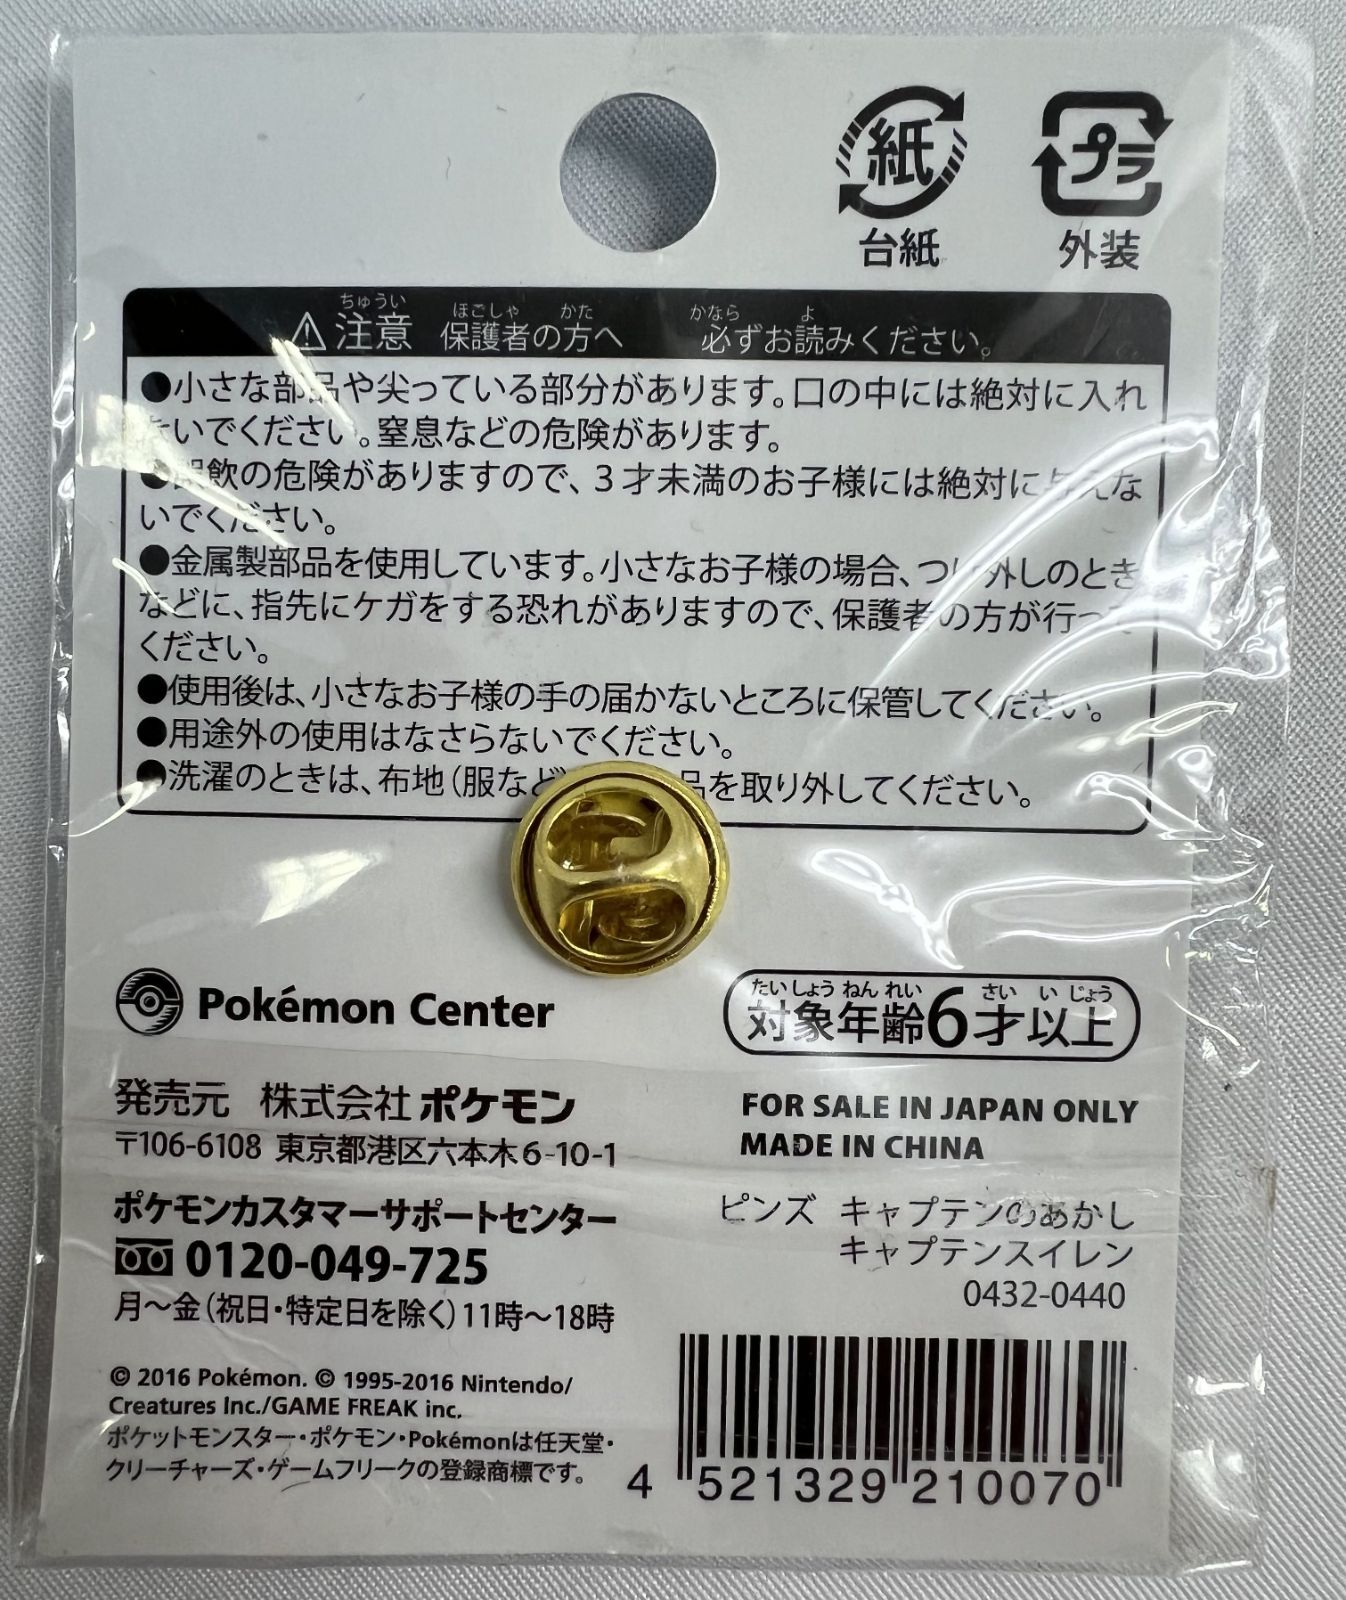 紙
台紙
プラ
外装
ちゅうい ほごしゃ かた かなら よ
⚠注意 保護者の方へ 必ずお読みください。
●小さな部品や尖っている部分があります。口の中には絶対に入れ
ないでください。窒息などの危険があります。
●誤飲の危険がありますので、3才未満のお子様には絶対に与えな
いでください。
●金属製部品を使用しています。小さなお子様の場合、つけ外しのとき
などに、指先にケガをする恐れがありますので、保護者の方が行って
ください。
●使用後は、小さなお子様の手の届かないところに保管してください。
●用途外の使用はなさらないでください。
●洗濯のときは、布地(服など 品を取り外してください。
Pokémon Center
たいしょう ねん れい さい い じょう
対象年齢6才以上
発売元 株式会社 ポケモン
〒106-6108 東京都港区六本木6-10-1
FOR SALE IN JAPAN ONLY
MADE IN CHINA
ポケモンカスタマーサポートセンター
0120-049-725
月～金(祝日・特定日を除く)11時～18時
ピンズ キャプテンのあかし
キャプテンスイレン
0432-0440
© 2016 Pokémon. © 1995-2016 Nintendo/
Creatures Inc./GAME FREAK inc.
ポケットモンスター・ポケモン・Pokémonは任天堂・
クリーチャーズ・ゲームフリークの登録商標です。
4 521329 210070